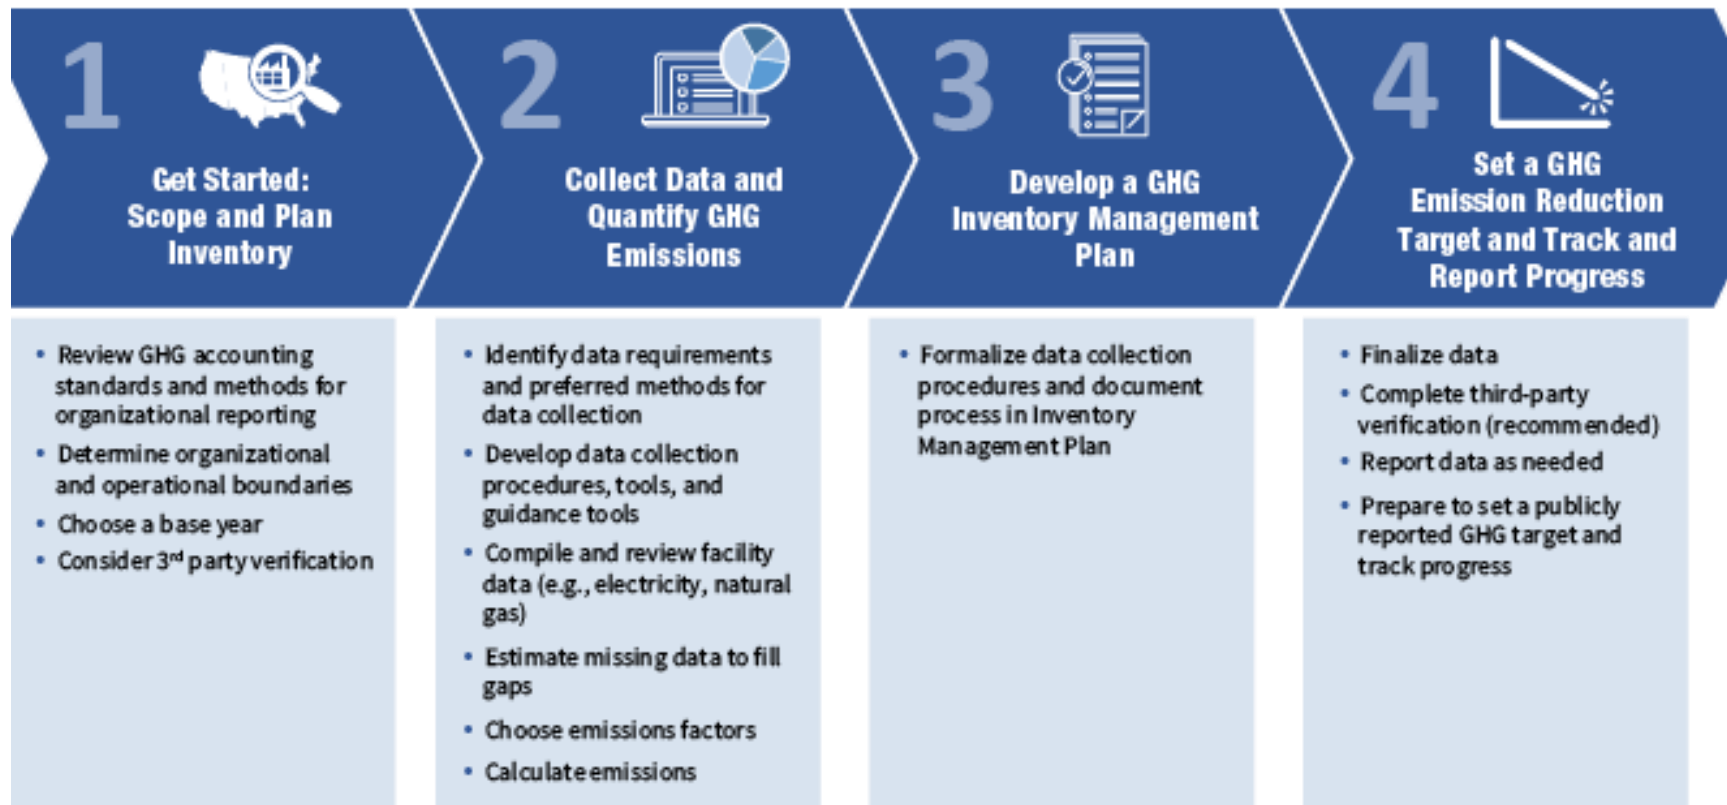 1
Get Started:
Scope and Plan
Inventory
• Review GHG accounting
standards and methods for
organizational reporting
• Determine organizational
and operational boundaries
• Choose a base year
• Consider 3rd party verification
2
Collect Data and
Quantify GHG
Emissions
• Identify data requirements
and preferred methods for
data collection
• Develop data collection
procedures, tools, and
guidance tools
• Compile and review facility
data (e.g., electricity, natural
gas)
• Estimate missing data to fill
gaps
• Choose emissions factors
• Calculate emissions
3
Develop a GHG
Inventory Management
Plan
• Formalize data collection
procedures and document
process in Inventory
Management Plan
4
Set a GHG
Emission Reduction
Target and Track and
Report Progress
• Finalize data
• Complete third-party
verification (recommended)
• Report data as needed
• Prepare to set a publicly
reported GHG target and
track progress